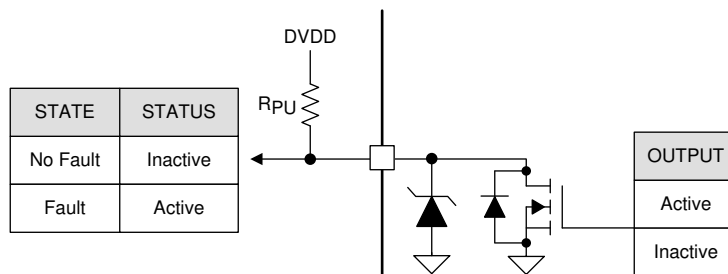 DVDD
RPU
STATE STATUS
No Fault Inactive
Fault Active
OUTPUT
Active
Inactive